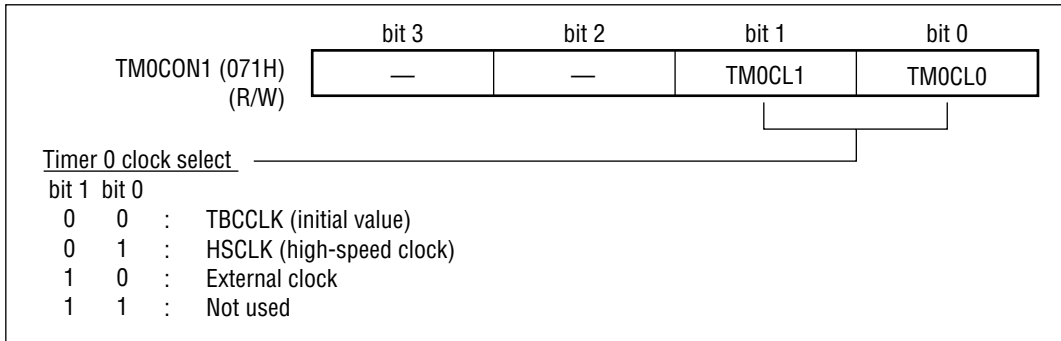 bit 3 bit 2 bit 1 bit 0
TM0CON1 (071H) — — TM0CL1 TM0CL0
(R/W)
Timer 0 clock select
bit 1 bit 0
0 0 : TBCCLK (initial value)
0 1 : HSCLK (high-speed clock)
1 0 : External clock
1 1 : Not used